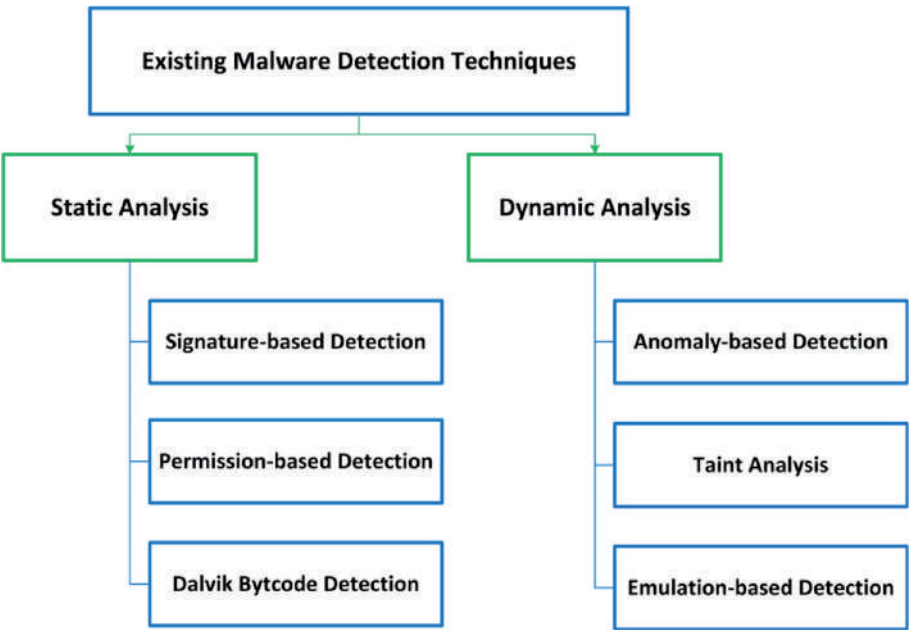 Existing Malware Detection Techniques
Static Analysis
Signature-based Detection
Permission-based Detection
Dalvik Bytcode Detection
Dynamic Analysis
Anomaly-based Detection
Taint Analysis
Emulation-based Detection